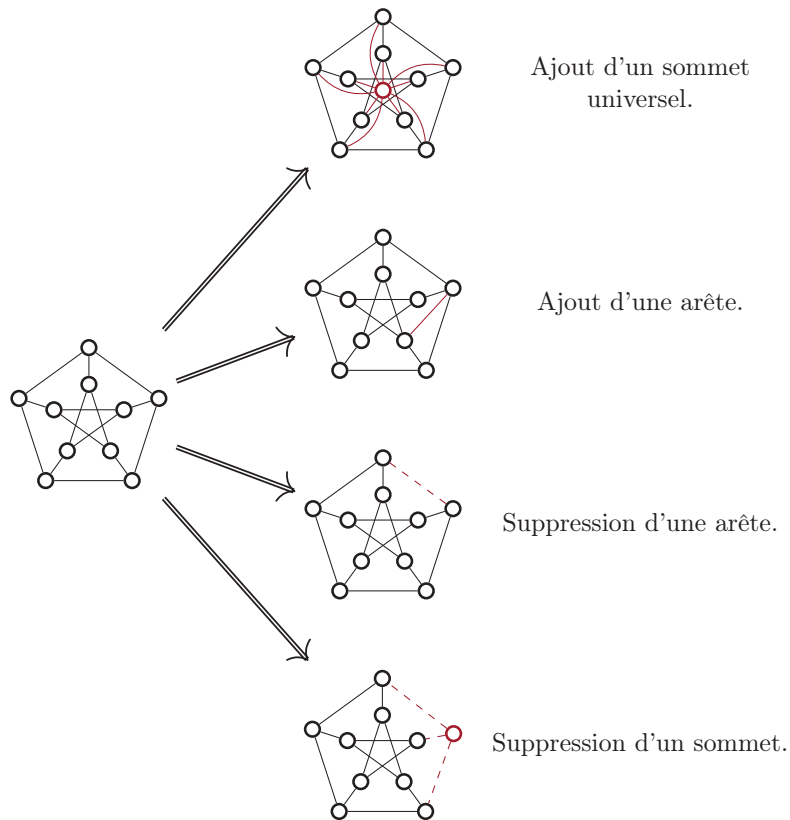 Ajout d'un sommet
universel.
Ajout d'une arête.
Suppression d'une arête.
Suppression d'un sommet.